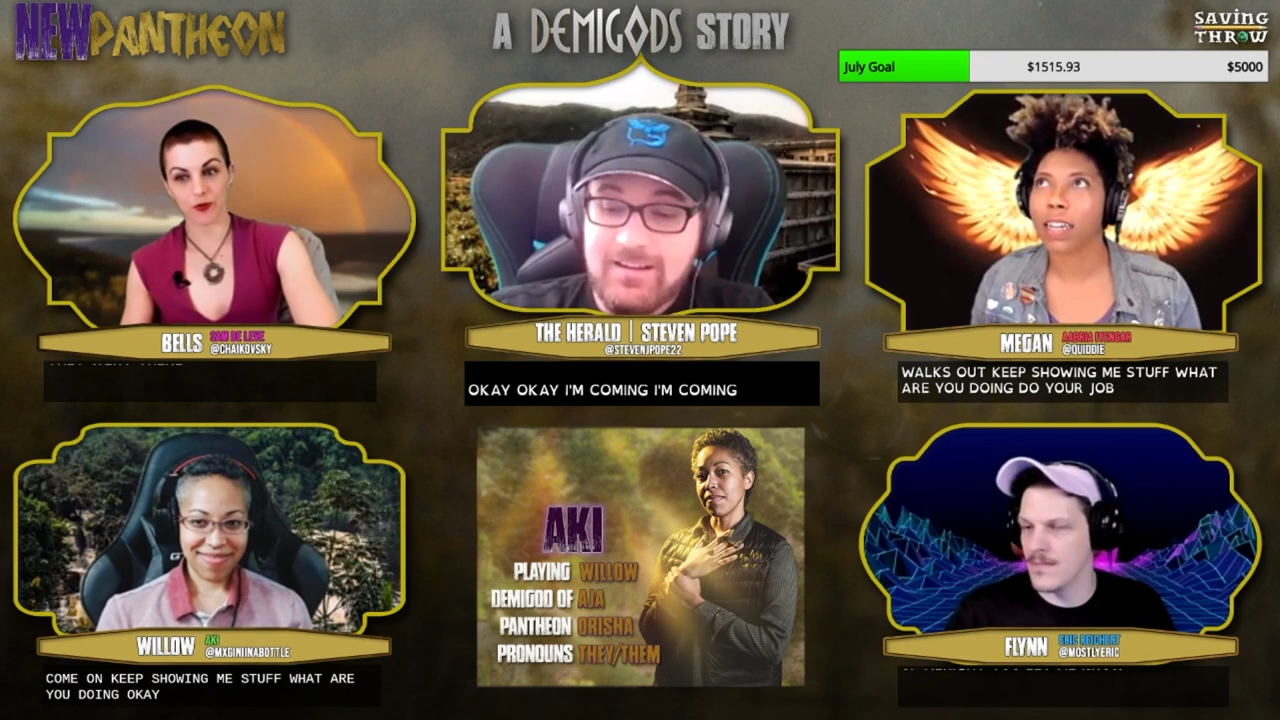 NEW PANTHEON
A DEMIGODS STORY
SAVING
THROW
July Goal $1515.93 $5000
BELLS SAM DE LEVE
@CHAIKOVSKY
THE HERALD | STEVEN POPE
@STEVENJPOPE22
OKAY OKAY I'M COMING I'M COMING
MEGAN AABRIA IYENGAR
@QUIDDIE
WALKS OUT KEEP SHOWING ME STUFF WHAT
ARE YOU DOING DO YOUR JOB
WILLOW AKI
@MXGINIINABOTTLE
COME ON KEEP SHOWING ME STUFF WHAT ARE
YOU DOING OKAY
AKI
PLAYING WILLOW
DEMIGOD OF AJA
PANTHEON ORISHA
PRONOUNS THEY/THEM
FLYNN ERIC REICHERT
@MOSTLYERIC